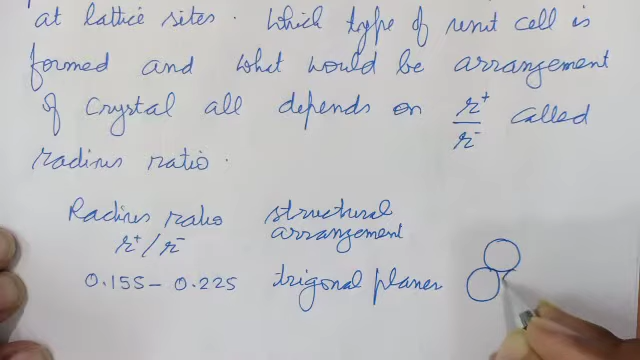 at lattice sites. Which type of unit cell is
formed and what would be arrangement
of Crystal all depends on r⁺/r⁻ called
radius ratio.
Radius ratio structural
r⁺/r⁻ arrangement
0.155 – 0.225 trigonal planer